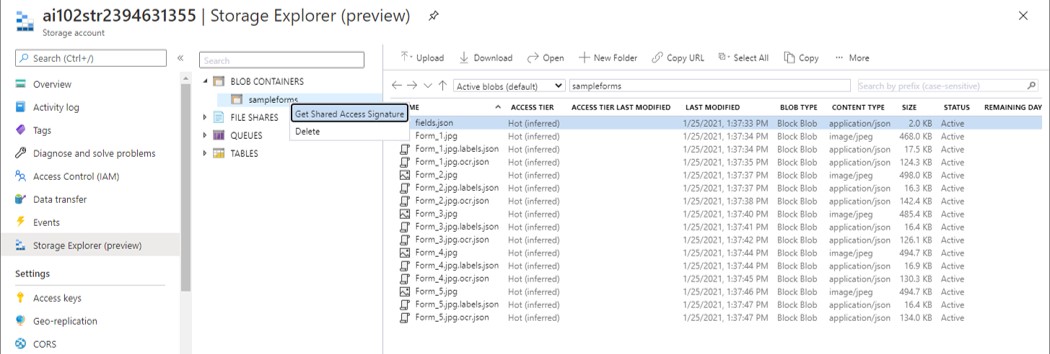 ai102str2394631355 | Storage Explorer (preview)
Storage account
Search (Ctrl+/)
Overview
Activity log
Tags
Diagnose and solve problems
Access Control (IAM)
Data transfer
Events
Storage Explorer (preview)
Settings
Access keys
Geo-replication
CORS
Search
BLOB CONTAINERS
sampleforms
FILE SHARES
QUEUES
TABLES
Get Shared Access Signature
Delete
Upload Download Open New Folder Copy URL Select All Copy More
Active blobs (default) sampleforms Search by prefix (case-sensitive)
ME ACCESS TIER ACCESS TIER LAST MODIFIED LAST MODIFIED BLOB TYPE CONTENT TYPE SIZE STATUS REMAINING DAY
fields.json Hot (inferred) 1/25/2021, 1:37:33 PM Block Blob application/json 2.0 KB Active
Form_1.jpg Hot (inferred) 1/25/2021, 1:37:34 PM Block Blob image/jpeg 468.0 KB Active
Form_1.jpg.labels.json Hot (inferred) 1/25/2021, 1:37:34 PM Block Blob application/json 17.5 KB Active
Form_1.jpg.ocr.json Hot (inferred) 1/25/2021, 1:37:35 PM Block Blob application/json 124.3 KB Active
Form_2.jpg Hot (inferred) 1/25/2021, 1:37:37 PM Block Blob image/jpeg 498.0 KB Active
Form_2.jpg.labels.json Hot (inferred) 1/25/2021, 1:37:37 PM Block Blob application/json 16.3 KB Active
Form_2.jpg.ocr.json Hot (inferred) 1/25/2021, 1:37:38 PM Block Blob application/json 142.4 KB Active
Form_3.jpg Hot (inferred) 1/25/2021, 1:37:40 PM Block Blob image/jpeg 485.4 KB Active
Form_3.jpg.labels.json Hot (inferred) 1/25/2021, 1:37:41 PM Block Blob application/json 16.4 KB Active
Form_3.jpg.ocr.json Hot (inferred) 1/25/2021, 1:37:42 PM Block Blob application/json 126.1 KB Active
Form_4.jpg Hot (inferred) 1/25/2021, 1:37:44 PM Block Blob image/jpeg 494.7 KB Active
Form_4.jpg.labels.json Hot (inferred) 1/25/2021, 1:37:44 PM Block Blob application/json 16.9 KB Active
Form_4.jpg.ocr.json Hot (inferred) 1/25/2021, 1:37:45 PM Block Blob application/json 130.3 KB Active
Form_5.jpg Hot (inferred) 1/25/2021, 1:37:46 PM Block Blob image/jpeg 494.7 KB Active
Form_5.jpg.labels.json Hot (inferred) 1/25/2021, 1:37:47 PM Block Blob application/json 16.4 KB Active
Form_5.jpg.ocr.json Hot (inferred) 1/25/2021, 1:37:47 PM Block Blob application/json 134.0 KB Active